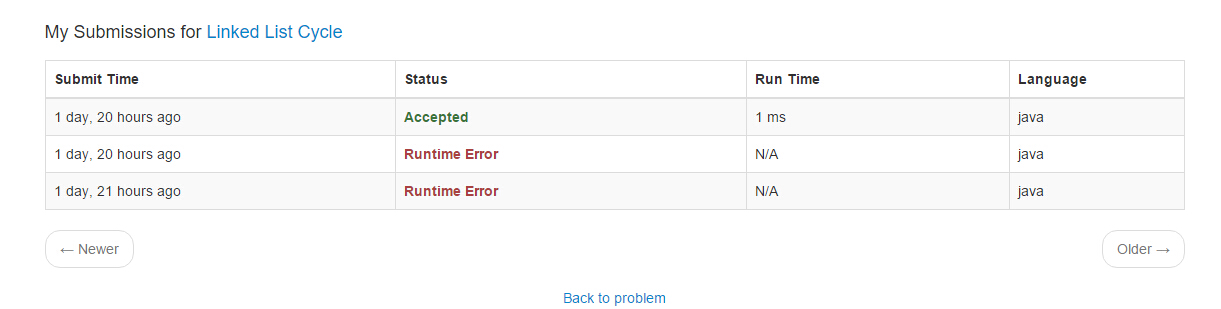 My Submissions for Linked List Cycle
Submit Time Status Run Time Language
1 day, 20 hours ago Accepted 1 ms java
1 day, 20 hours ago Runtime Error N/A java
1 day, 21 hours ago Runtime Error N/A java
← Newer Older →
Back to problem